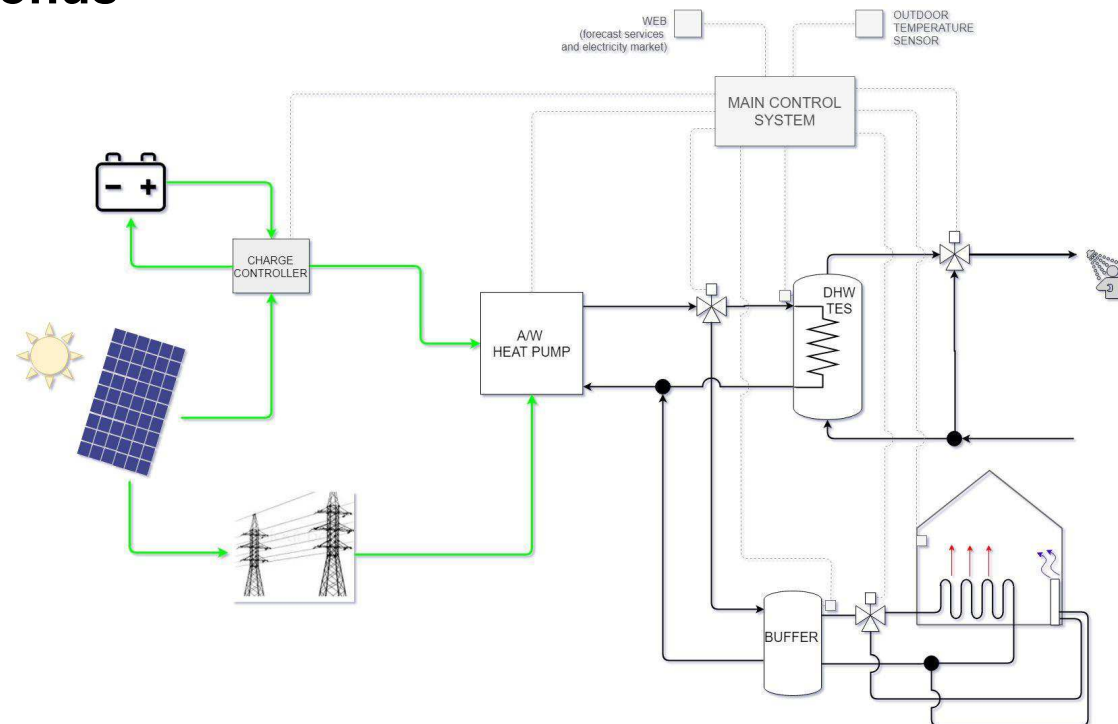 WEB
(forecast services
and electricity market)
OUTDOOR
TEMPERATURE
SENSOR
MAIN CONTROL
SYSTEM
CHARGE
CONTROLLER
A/W
HEAT PUMP
DHW
TES
BUFFER